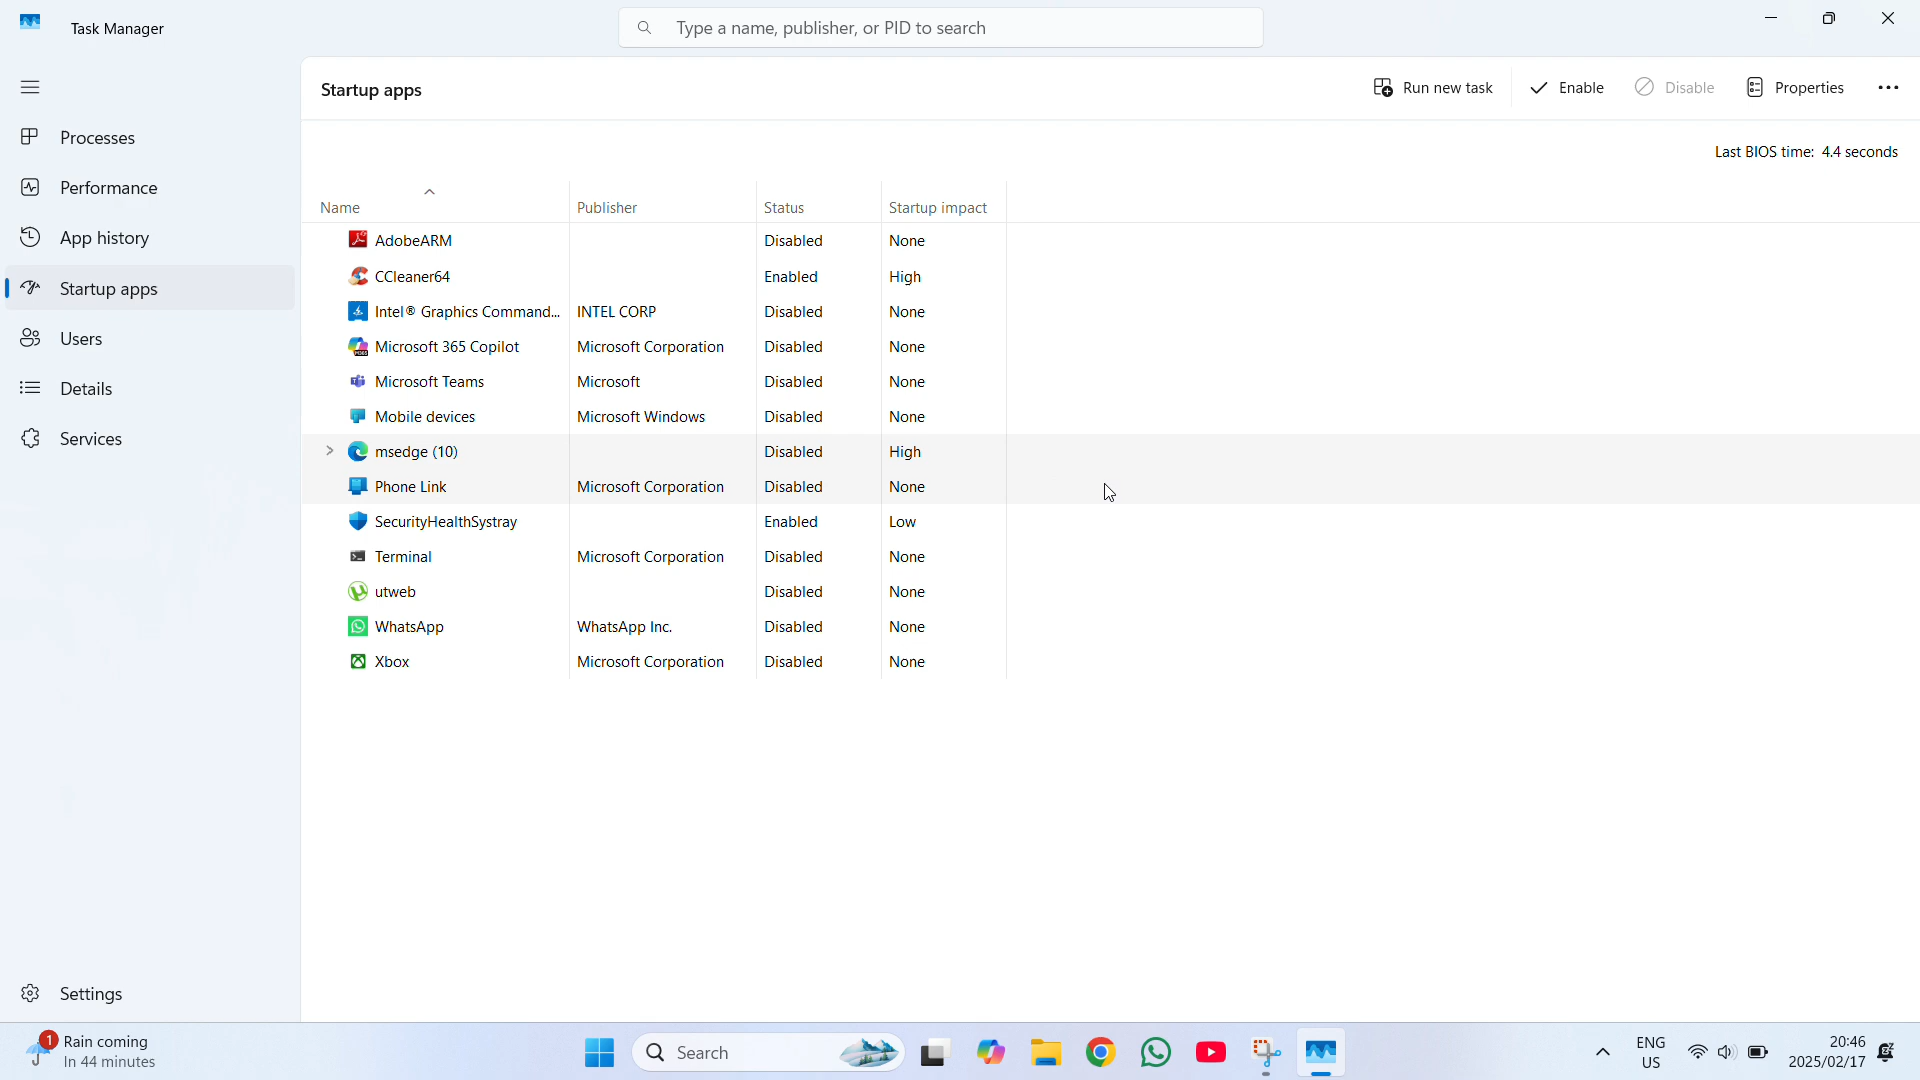 Task Manager
Type a name, publisher, or PID to search
Processes
Performance
App history
Startup apps
Users
Details
Services
Settings
Startup apps
Run new task
Enable
Disable
Properties
Last BIOS time: 4.4 seconds
Name Publisher Status Startup impact
AdobeARM Disabled None
CCleaner64 Enabled High
Intel® Graphics Command... INTEL CORP Disabled None
Microsoft 365 Copilot Microsoft Corporation Disabled None
Microsoft Teams Microsoft Disabled None
Mobile devices Microsoft Windows Disabled None
msedge (10) Disabled High
Phone Link Microsoft Corporation Disabled None
SecurityHealthSystray Enabled Low
Terminal Microsoft Corporation Disabled None
utweb Disabled None
WhatsApp WhatsApp Inc. Disabled None
Xbox Microsoft Corporation Disabled None
1
Rain coming
In 44 minutes
Search
ENG
US
20:46
2025/02/17